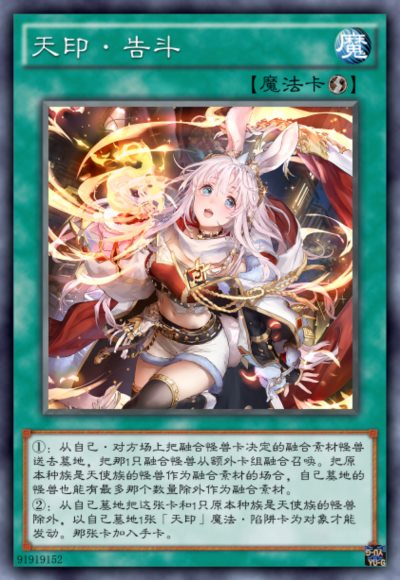 天印・告斗
魔
【魔法卡】
①：从自己・对方场上把融合怪兽卡决定的融合素材怪兽
送去墓地，把那1只融合怪兽从额外卡组融合召唤。把原
本种族是天使族的怪兽作为融合素材的场合，自己墓地的
怪兽也能有最多那个数量除外作为融合素材。
②：从自己墓地把这张卡和1只原本种族是天使族的怪兽
除外，以自己墓地1张「天印」魔法・陷阱卡为对象才能
发动。那张卡加入手卡。
91919152